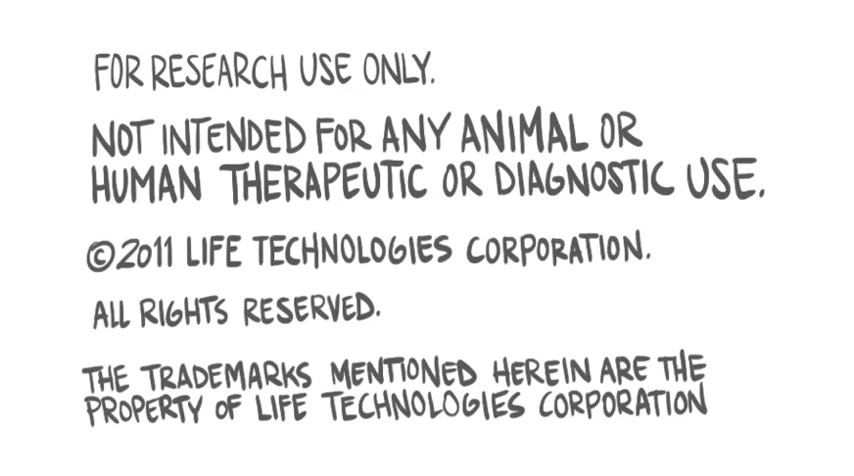 FOR RESEARCH USE ONLY.
NOT INTENDED FOR ANY ANIMAL OR
HUMAN THERAPEUTIC OR DIAGNOSTIC USE.
©2011 LIFE TECHNOLOGIES CORPORATION.
ALL RIGHTS RESERVED.
THE TRADEMARKS MENTIONED HEREIN ARE THE
PROPERTY OF LIFE TECHNOLOGIES CORPORATION